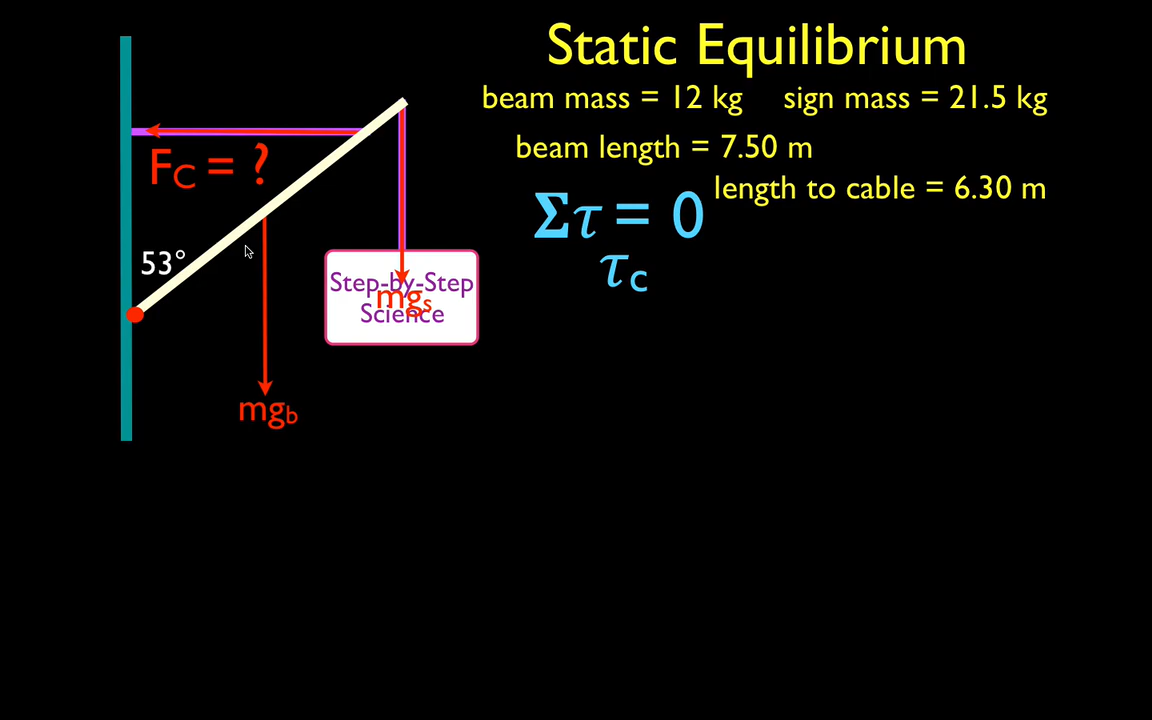 Static Equilibrium
beam mass = 12 kg sign mass = 21.5 kg
beam length = 7.50 m
length to cable = 6.30 m
Στ = 0
τc
FC = ?
53°
Step-by-Step
mgs
Science
mgb